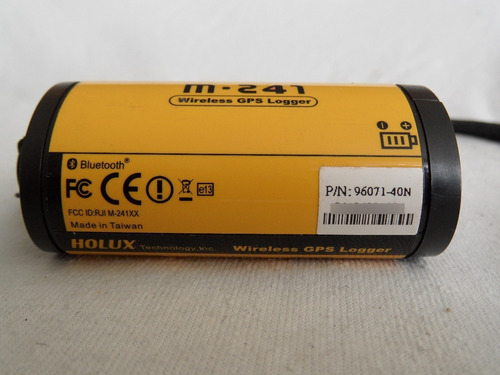 m·241
Wireless GPS Logger
Bluetooth®
FC CE e13
P/N: 96071-40N
FCC ID:RJI M-241XX
Made in Taiwan
HOLUX Technology,Inc. Wireless GPS Logger